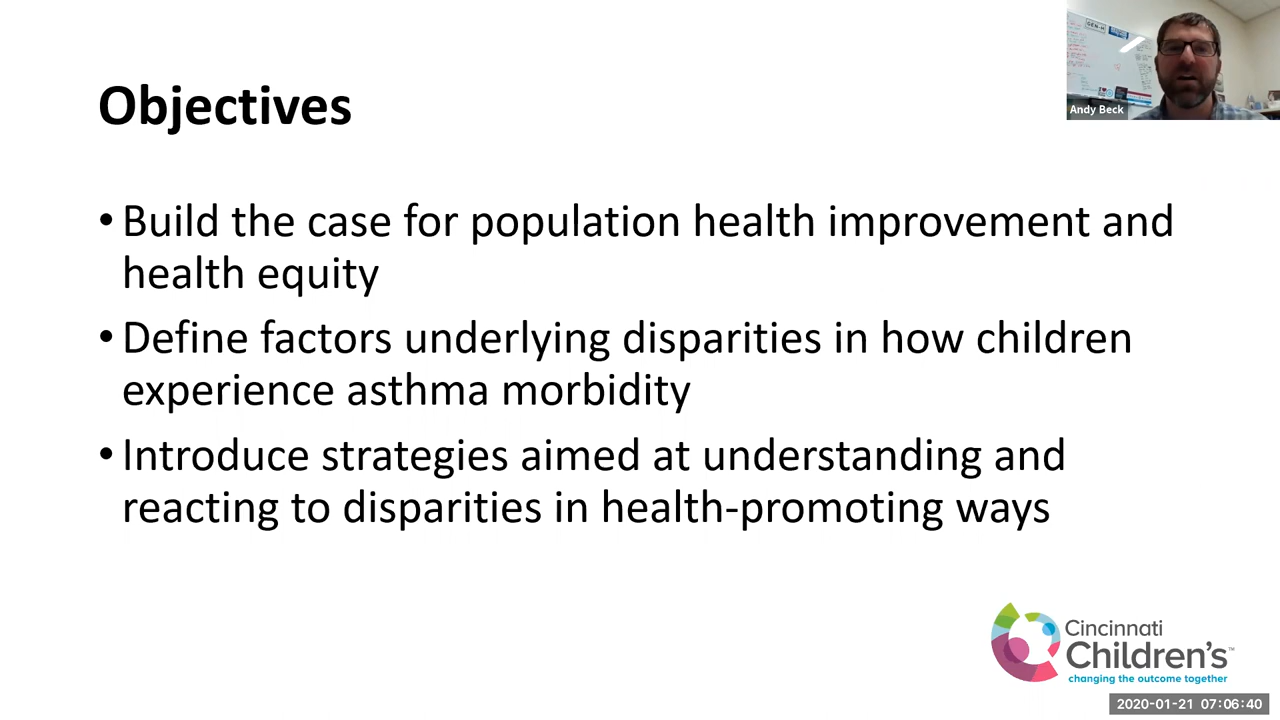 Objectives
• Build the case for population health improvement and
health equity
• Define factors underlying disparities in how children
experience asthma morbidity
• Introduce strategies aimed at understanding and
reacting to disparities in health-promoting ways
Andy Beck
Cincinnati
Children's™
changing the outcome together
2020-01-21 07:06:40